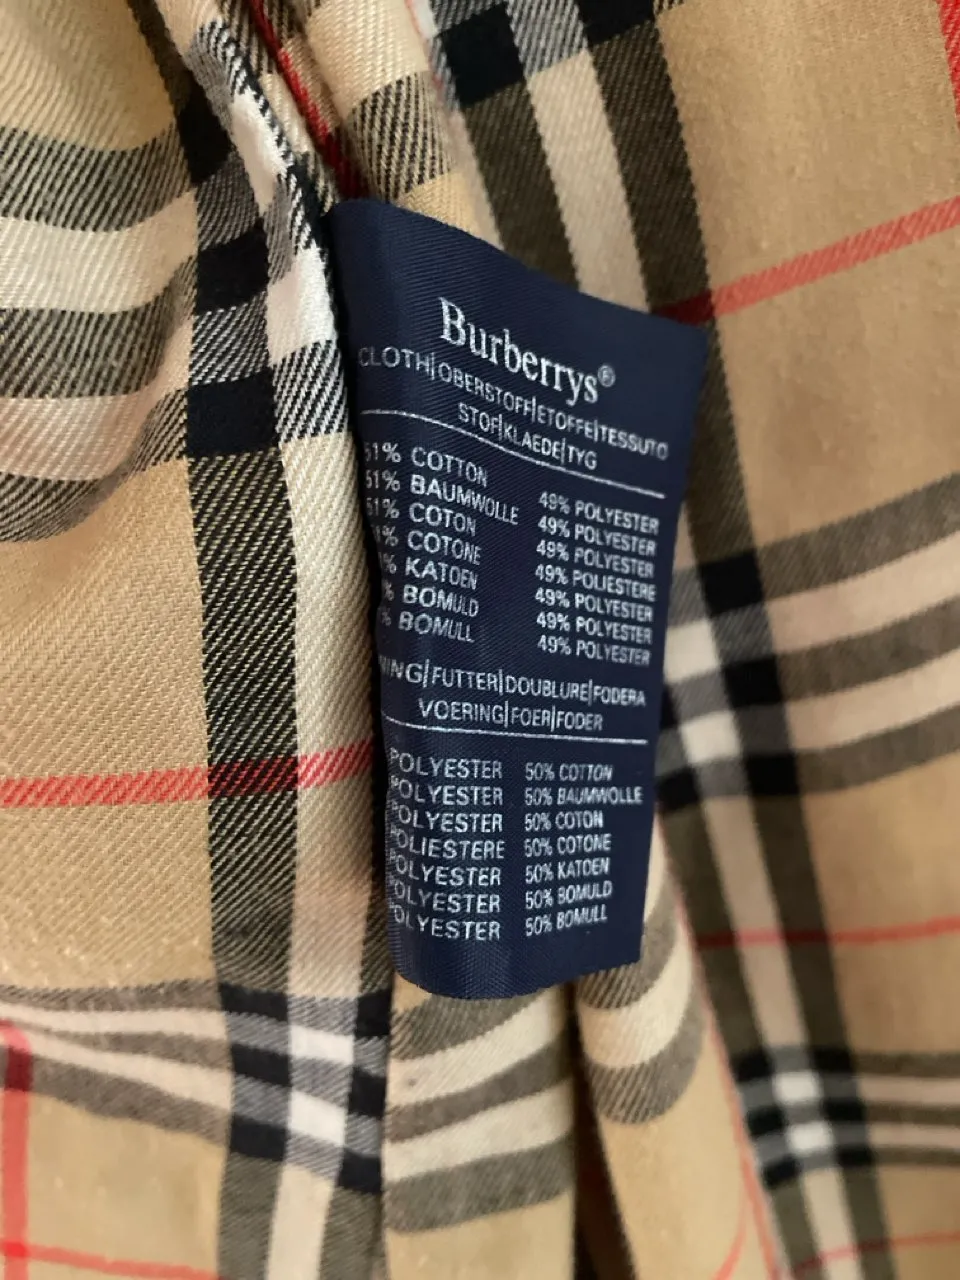 Burberrys®
CLOTH|OBERSTOFF|ETOFFE|TESSUTO
STOF|KLAEDE|TYG
51% COTTON 49% POLYESTER
51% BAUMWOLLE 49% POLYESTER
51% COTON 49% POLYESTER
1% COTONE 49% POLIESTERE
% KATOEN 49% POLYESTER
% BOMULD 49% POLYESTER
% BOMULL 49% POLYESTER
NING|FUTTER|DOUBLURE|FODERA
VOERING|FOER|FODER
POLYESTER 50% COTTON
POLYESTER 50% BAUMWOLLE
POLYESTER 50% COTON
POLIESTERE 50% COTONE
POLYESTER 50% KATOEN
POLYESTER 50% BOMULD
POLYESTER 50% BOMULL